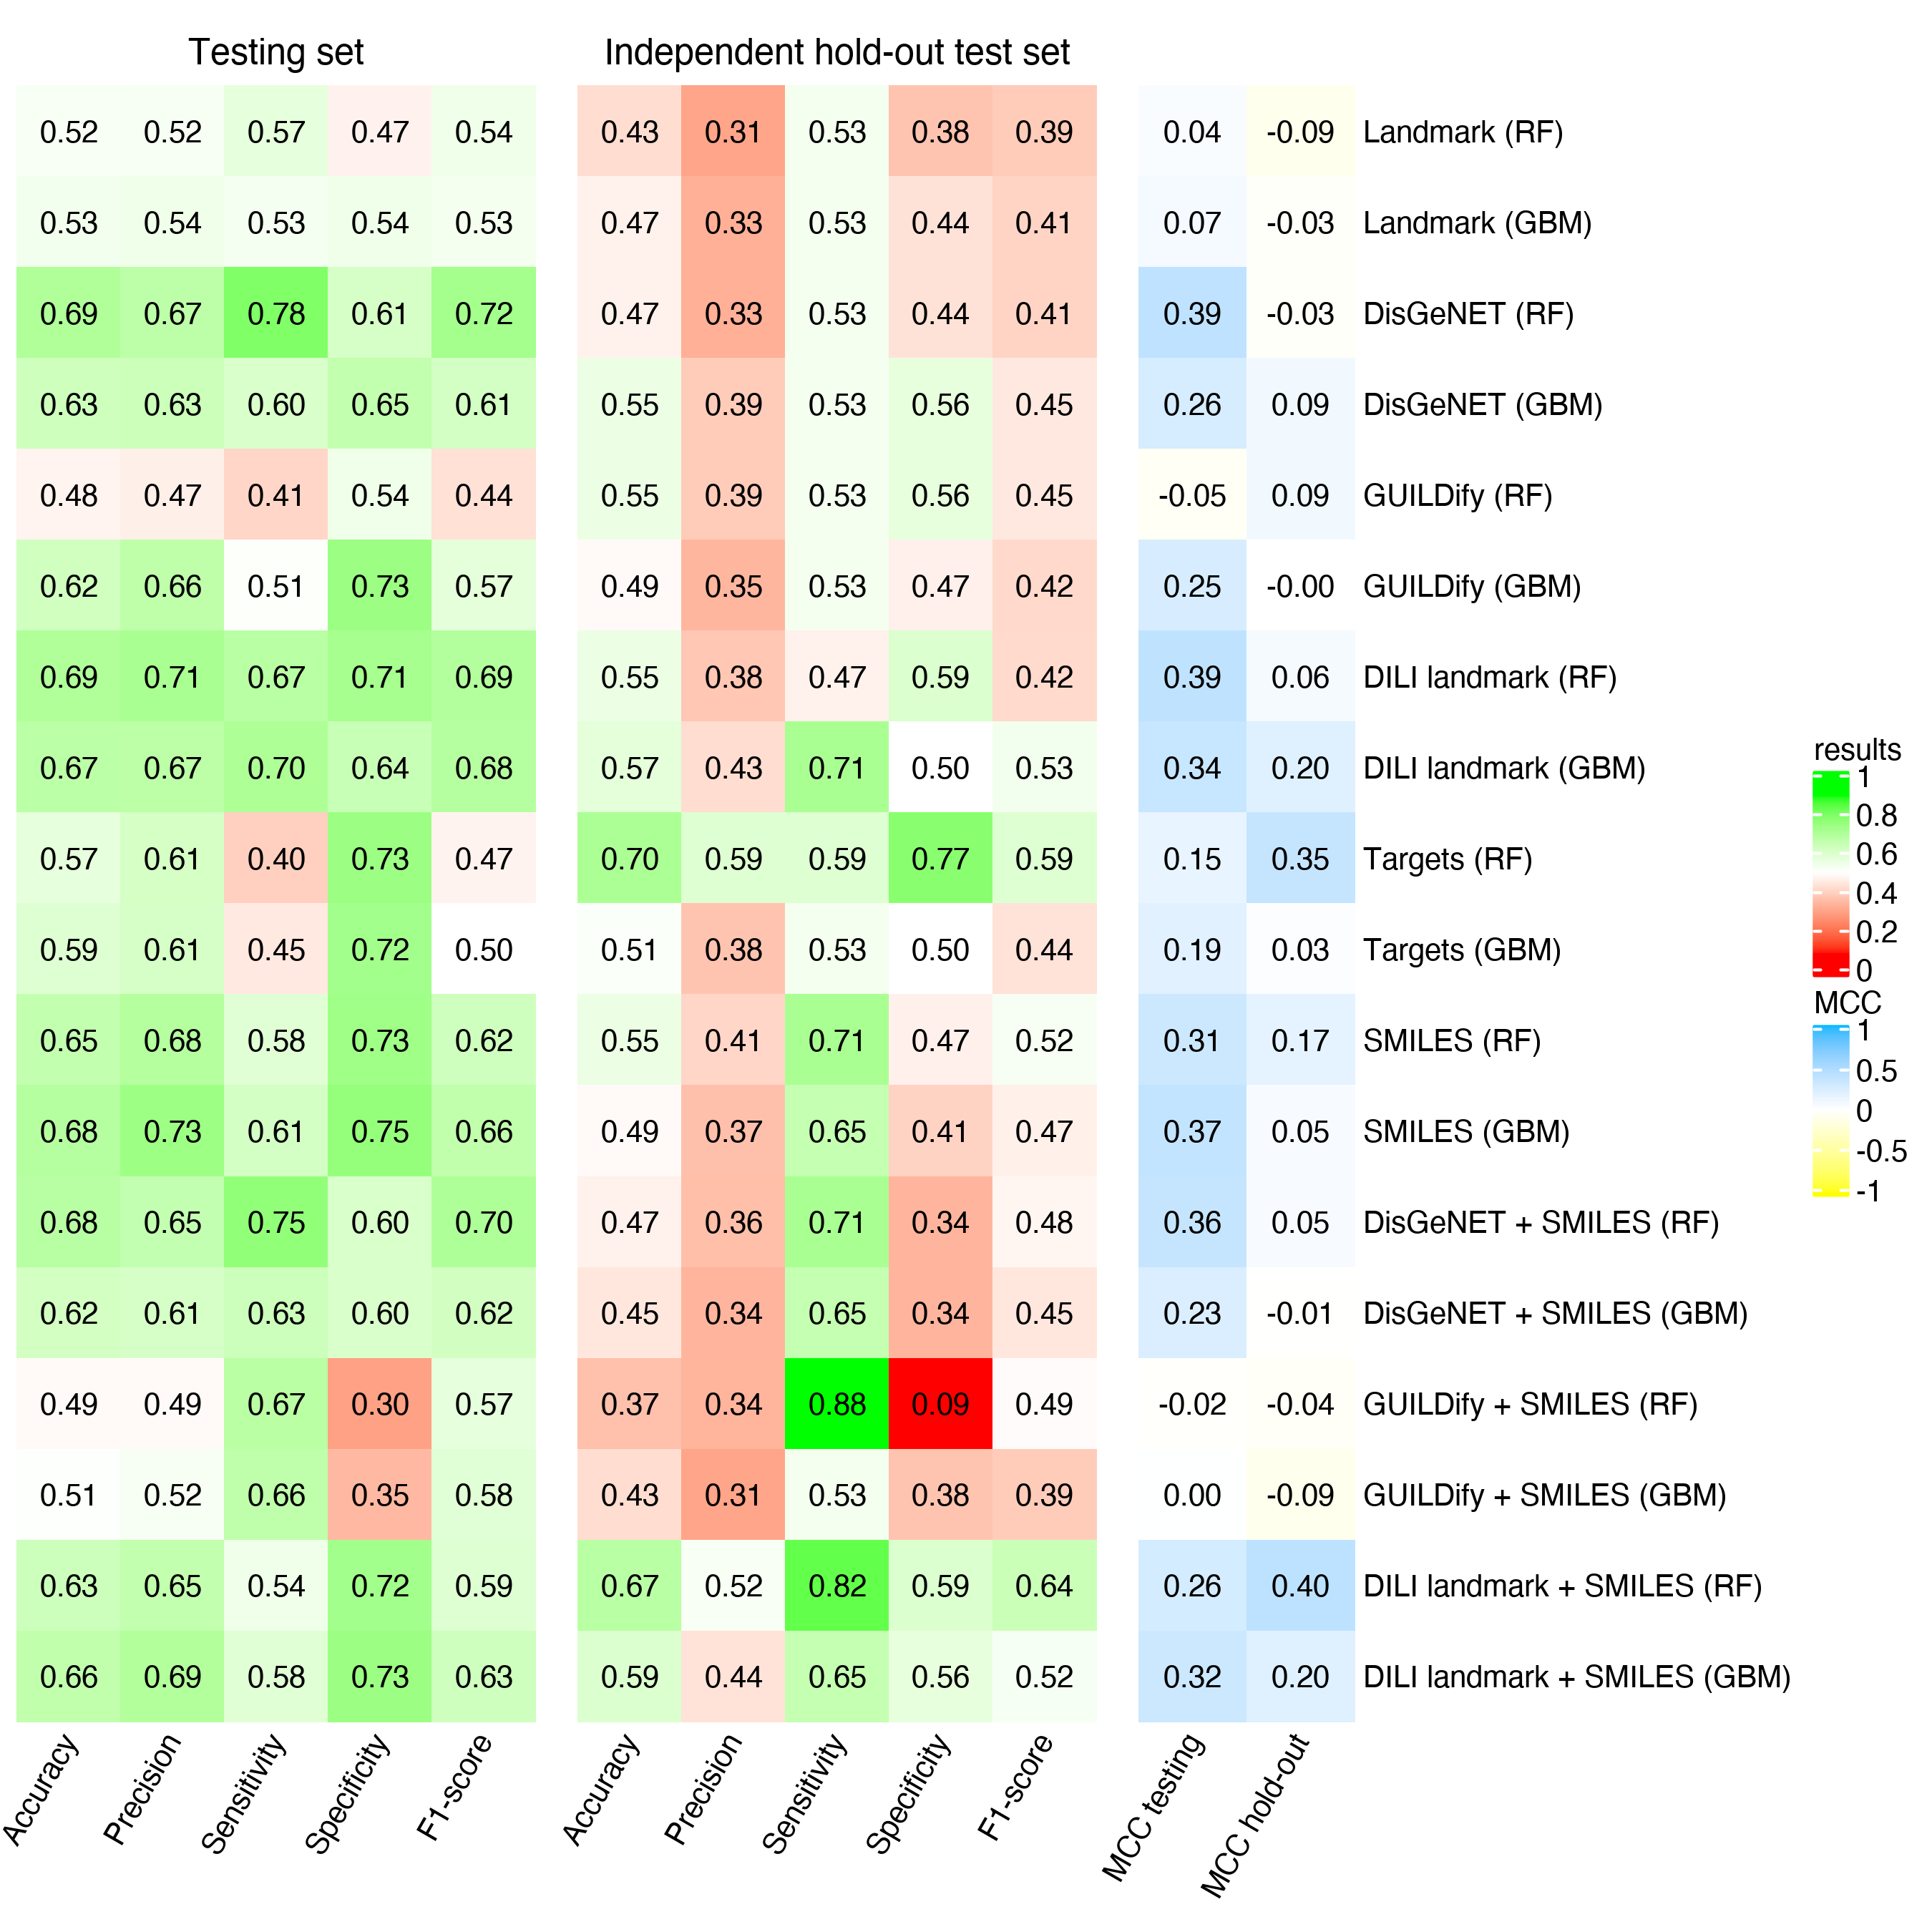 Testing set Independent hold-out test set
0.52 0.52 0.57 0.47 0.54 0.43 0.31 0.53 0.38 0.39 0.04 -0.09 Landmark (RF)
0.53 0.54 0.53 0.54 0.53 0.47 0.33 0.53 0.44 0.41 0.07 -0.03 Landmark (GBM)
0.69 0.67 0.78 0.61 0.72 0.47 0.33 0.53 0.44 0.41 0.39 -0.03 DisGeNET (RF)
0.63 0.63 0.60 0.65 0.61 0.55 0.39 0.53 0.56 0.45 0.26 0.09 DisGeNET (GBM)
0.48 0.47 0.41 0.54 0.44 0.55 0.39 0.53 0.56 0.45 -0.05 0.09 GUILDify (RF)
0.62 0.66 0.51 0.73 0.57 0.49 0.35 0.53 0.47 0.42 0.25 -0.00 GUILDify (GBM)
0.69 0.71 0.67 0.71 0.69 0.55 0.38 0.47 0.59 0.42 0.39 0.06 DILI landmark (RF)
0.67 0.67 0.70 0.64 0.68 0.57 0.43 0.71 0.50 0.53 0.34 0.20 DILI landmark (GBM)
0.57 0.61 0.40 0.73 0.47 0.70 0.59 0.59 0.77 0.59 0.15 0.35 Targets (RF)
0.59 0.61 0.45 0.72 0.50 0.51 0.38 0.53 0.50 0.44 0.19 0.03 Targets (GBM)
0.65 0.68 0.58 0.73 0.62 0.55 0.41 0.71 0.47 0.52 0.31 0.17 SMILES (RF)
0.68 0.73 0.61 0.75 0.66 0.49 0.37 0.65 0.41 0.47 0.37 0.05 SMILES (GBM)
0.68 0.65 0.75 0.60 0.70 0.47 0.36 0.71 0.34 0.48 0.36 0.05 DisGeNET + SMILES (RF)
0.62 0.61 0.63 0.60 0.62 0.45 0.34 0.65 0.34 0.45 0.23 -0.01 DisGeNET + SMILES (GBM)
0.49 0.49 0.67 0.30 0.57 0.37 0.34 0.88 0.09 0.49 -0.02 -0.04 GUILDify + SMILES (RF)
0.51 0.52 0.66 0.35 0.58 0.43 0.31 0.53 0.38 0.39 0.00 -0.09 GUILDify + SMILES (GBM)
0.63 0.65 0.54 0.72 0.59 0.67 0.52 0.82 0.59 0.64 0.26 0.40 DILI landmark + SMILES (RF)
0.66 0.69 0.58 0.73 0.63 0.59 0.44 0.65 0.56 0.52 0.32 0.20 DILI landmark + SMILES (GBM)
Accuracy Precision Sensitivity Specificity F1-score Accuracy Precision Sensitivity Specificity F1-score MCC testing MCC hold-out
results
1
0.8
0.6
0.4
0.2
0
MCC
1
0.5
0
-0.5
-1